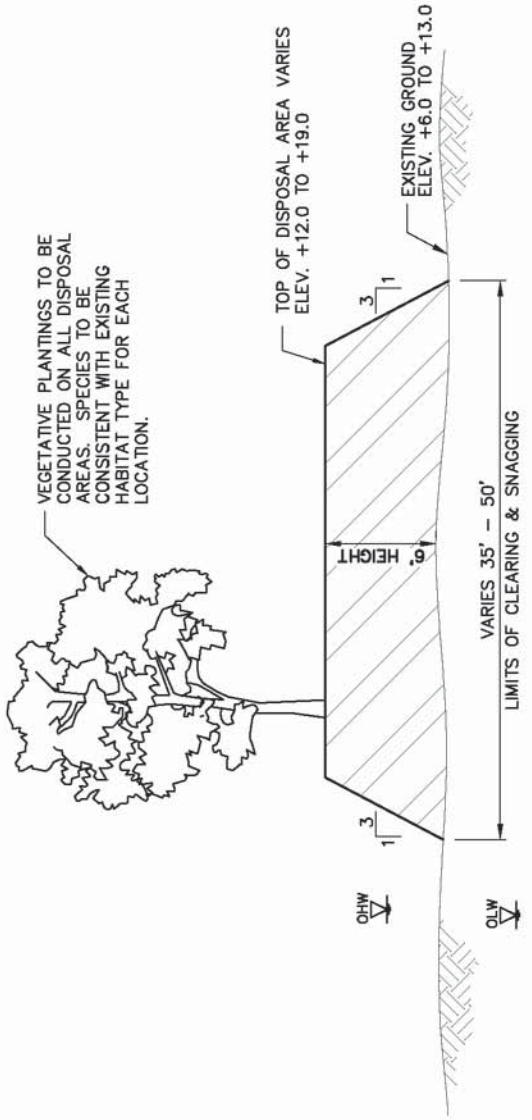 VEGETATIVE PLANTINGS TO BE
CONDUCTED ON ALL DISPOSAL
AREAS. SPECIES TO BE
CONSISTENT WITH EXISTING
HABITAT TYPE FOR EACH
LOCATION.
TOP OF DISPOSAL AREA VARIES
ELEV. +12.0 TO +19.0
EXISTING GROUND
ELEV. +6.0 TO +13.0
OHW
OLW
3
1
3
1
6' HEIGHT
VARIES 35' - 50'
LIMITS OF CLEARING & SNAGGING